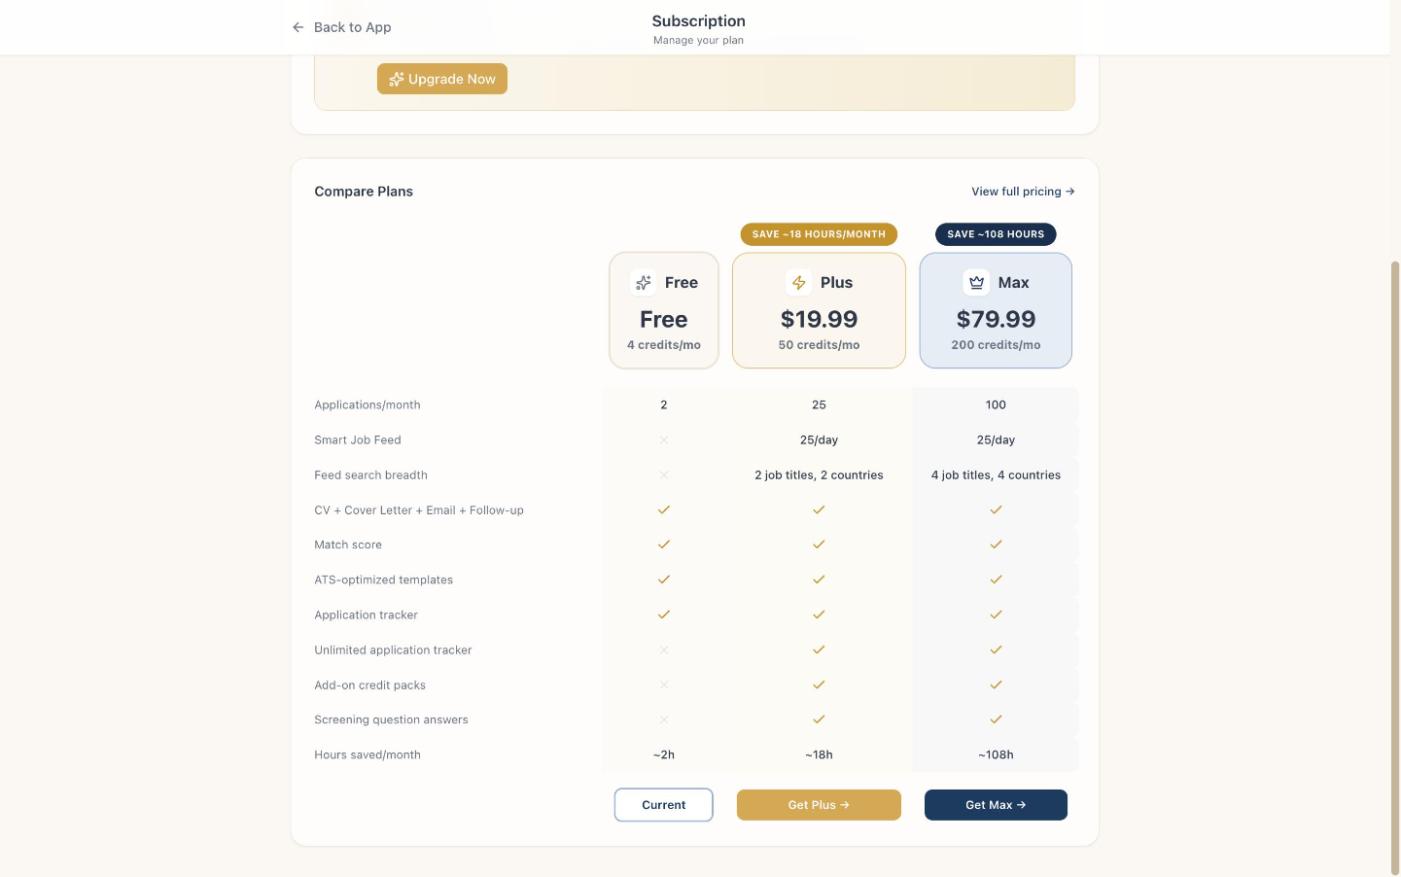 Back to App
Subscription
Manage your plan
Upgrade Now
Compare Plans
View full pricing →
SAVE ~18 HOURS/MONTH
SAVE ~108 HOURS
Free
Plus
Max
Free
$19.99
$79.99
4 credits/mo
50 credits/mo
200 credits/mo
Applications/month 2 25 100
Smart Job Feed 25/day 25/day
Feed search breadth 2 job titles, 2 countries 4 job titles, 4 countries
CV + Cover Letter + Email + Follow-up
Match score
ATS-optimized templates
Application tracker
Unlimited application tracker
Add-on credit packs
Screening question answers
Hours saved/month ~2h ~18h ~108h
Current
Get Plus →
Get Max →